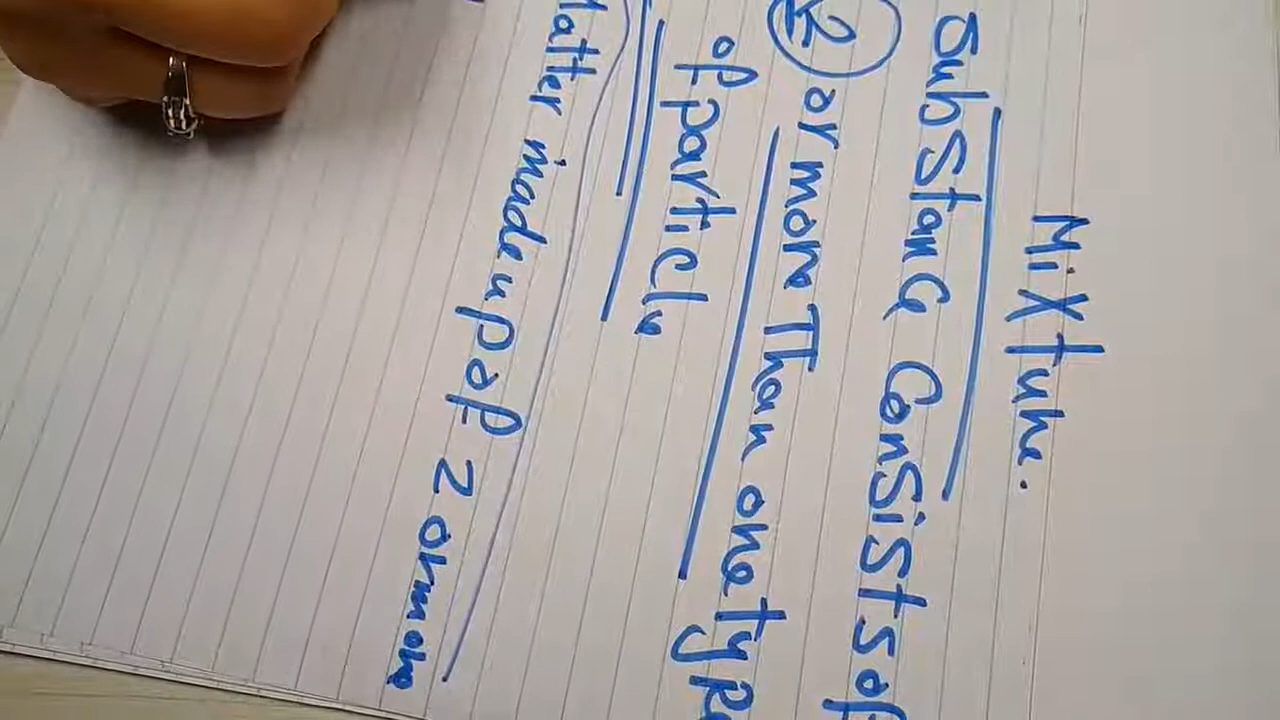 Mixture.
Substance Consists of
2 or more Than one type
of particle
Matter made up of 2 or more